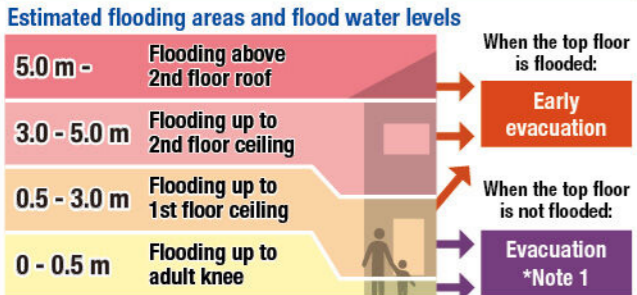 Estimated flooding areas and flood water levels
5.0 m -
Flooding above
2nd floor roof
3.0 - 5.0 m
Flooding up to
2nd floor ceiling
0.5 - 3.0 m
Flooding up to
1st floor ceiling
0 - 0.5 m
Flooding up to
adult knee
When the top floor
is flooded:
Early
evacuation
When the top floor
is not flooded:
Evacuation
*Note 1